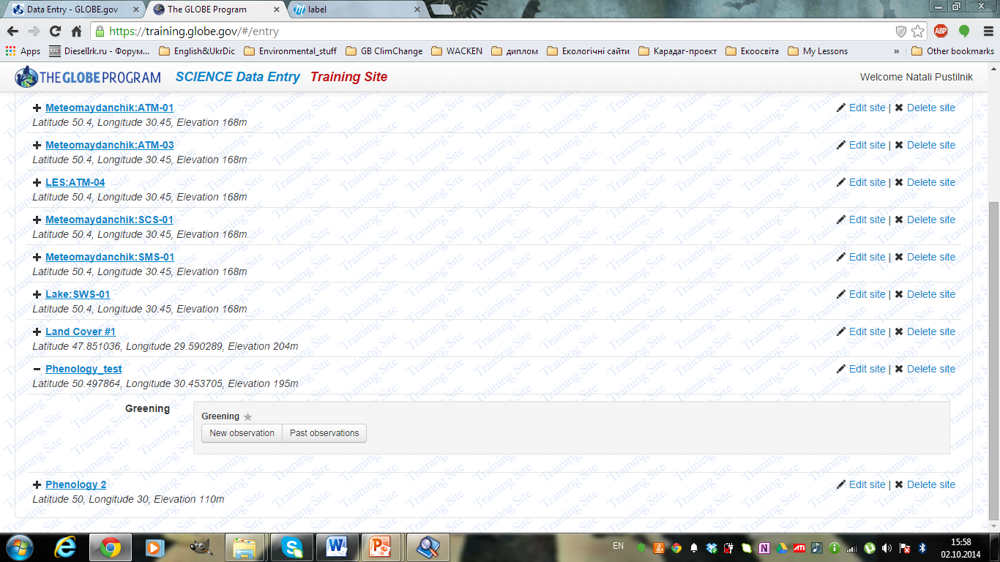 Data Entry - GLOBE.gov
The GLOBE Program
label
https://training.globe.gov/#/entry
ABP
Apps
DieselIrk.ru - Форум...
English&UkrDic
Environmental_stuff
GB ClimChange
WACKEN
диплом
Екологічні сайти
Карадаг-проект
Екоосвіта
My Lessons
»
Other bookmarks
THE GLOBE PROGRAM SCIENCE Data Entry Training Site
Welcome Natali Pustilnik
Meteomaydanchik:ATM-01 Edit site | Delete site
Latitude 50.4, Longitude 30.45, Elevation 168m
Meteomaydanchik:ATM-03 Edit site | Delete site
Latitude 50.4, Longitude 30.45, Elevation 168m
LES:ATM-04 Edit site | Delete site
Latitude 50.4, Longitude 30.45, Elevation 168m
Meteomaydanchik:SCS-01 Edit site | Delete site
Latitude 50.4, Longitude 30.45, Elevation 168m
Meteomaydanchik:SMS-01 Edit site | Delete site
Latitude 50.4, Longitude 30.45, Elevation 168m
Lake:SWS-01 Edit site | Delete site
Latitude 50.4, Longitude 30.45, Elevation 168m
Land Cover #1 Edit site | Delete site
Latitude 47.851036, Longitude 29.590289, Elevation 204m
Phenology_test Edit site | Delete site
Latitude 50.497864, Longitude 30.453705, Elevation 195m
Greening
Greening
New observation Past observations
Phenology 2 Edit site | Delete site
Latitude 50, Longitude 30, Elevation 110m
EN
15:58
02.10.2014